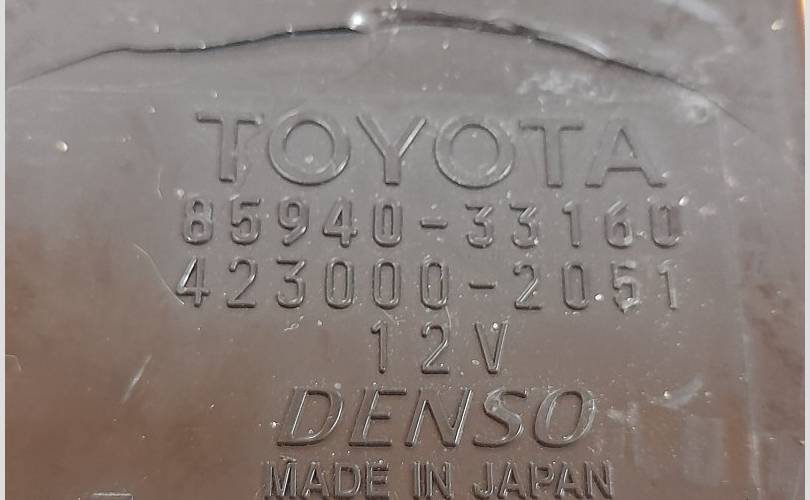 TOYOTA
85940-33160
423000-2051
12V
DENSO
MADE IN JAPAN